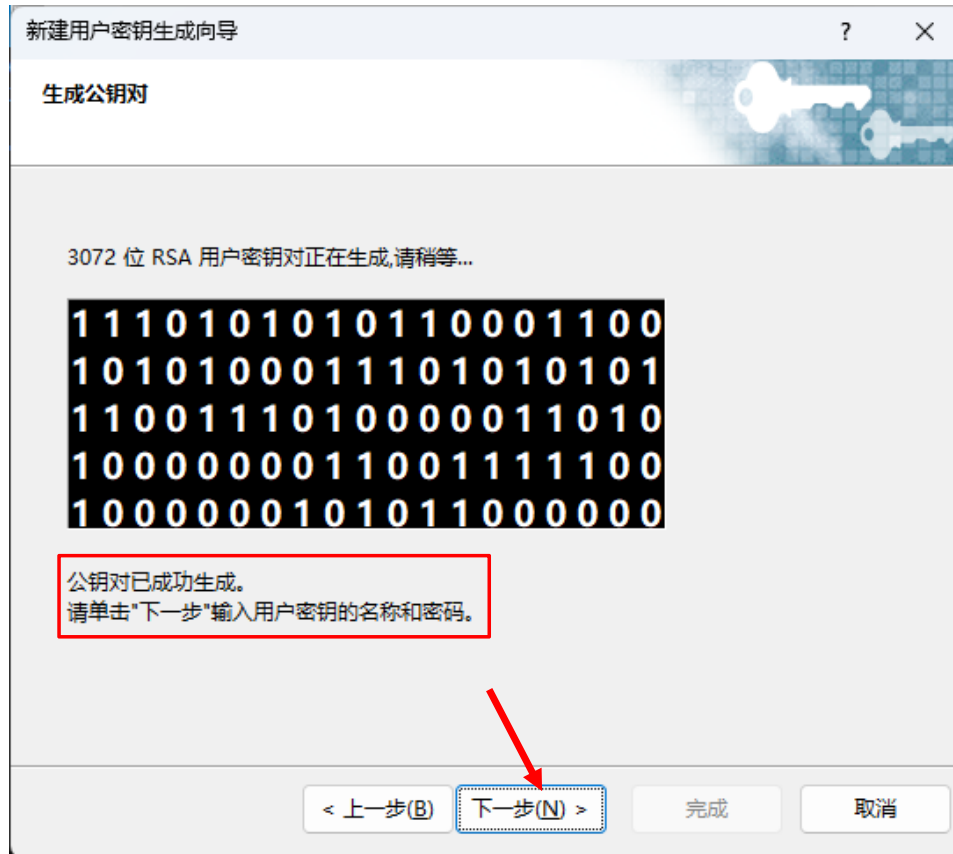 新建用户密钥生成向导 ? ×
生成公钥对
3072 位 RSA 用户密钥对正在生成,请稍等...
1 1 1 0 1 0 1 0 1 0 1 1 0 0 0 1 1 0 0
1 0 1 0 1 0 0 0 1 1 1 0 1 0 1 0 1 0 1
1 1 0 0 1 1 1 0 1 0 0 0 0 0 1 1 0 1 0
1 0 0 0 0 0 0 0 1 1 0 0 1 1 1 1 1 0 0
1 0 0 0 0 0 0 1 0 1 0 1 1 0 0 0 0 0 0
公钥对已成功生成。
请单击"下一步"输入用户密钥的名称和密码。
< 上一步(B) 下一步(N) > 完成 取消